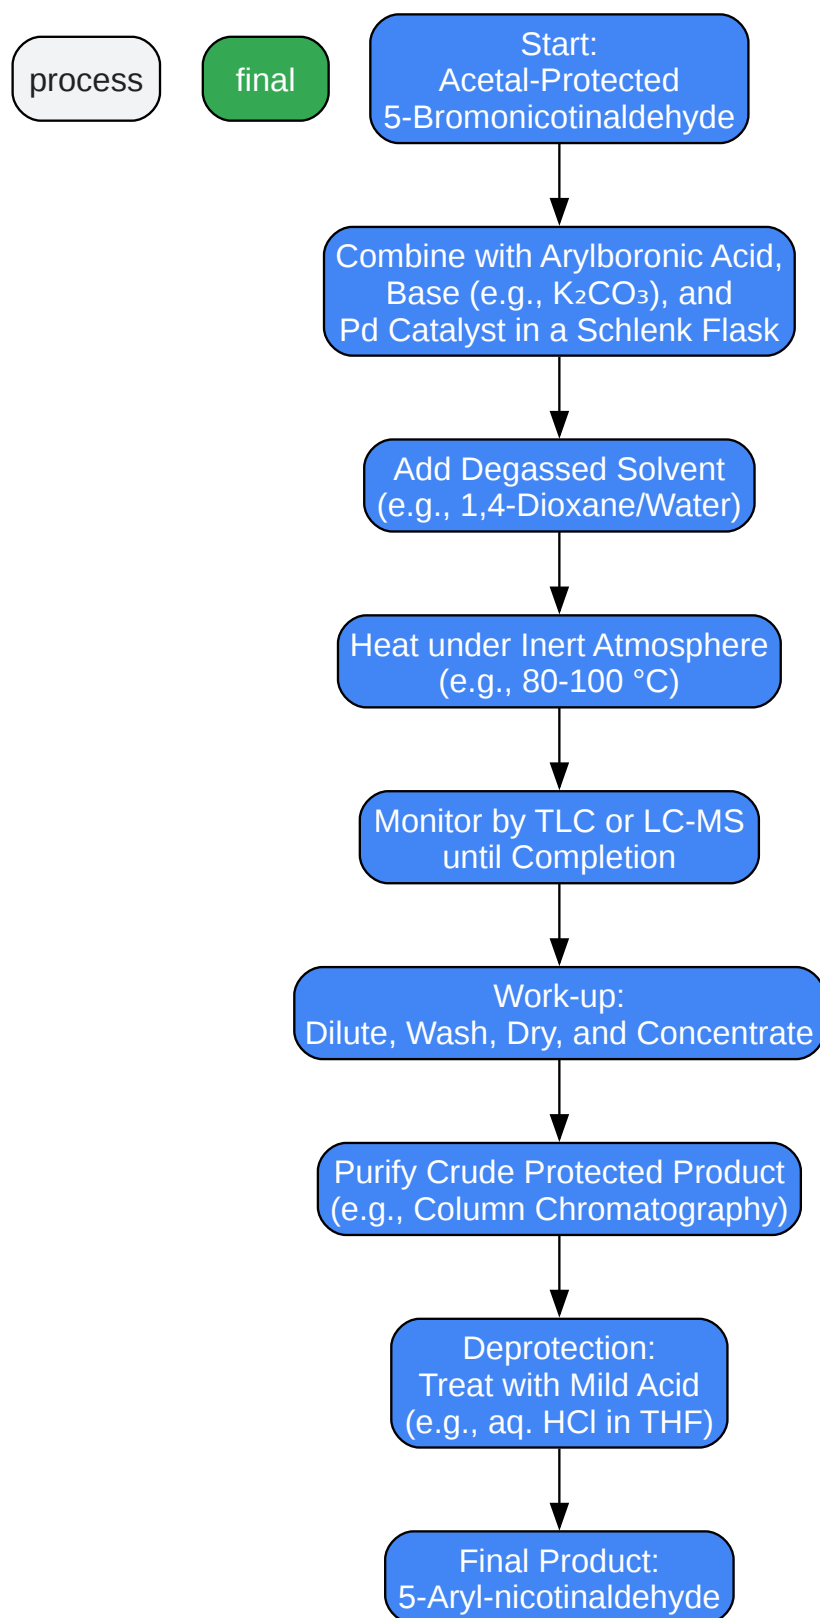 process
final
Start:
Acetal-Protected
5-Bromonicotinaldehyde
Combine with Arylboronic Acid,
Base (e.g., K₂CO₃), and
Pd Catalyst in a Schlenk Flask
Add Degassed Solvent
(e.g., 1,4-Dioxane/Water)
Heat under Inert Atmosphere
(e.g., 80-100 °C)
Monitor by TLC or LC-MS
until Completion
Work-up:
Dilute, Wash, Dry, and Concentrate
Purify Crude Protected Product
(e.g., Column Chromatography)
Deprotection:
Treat with Mild Acid
(e.g., aq. HCl in THF)
Final Product:
5-Aryl-nicotinaldehyde